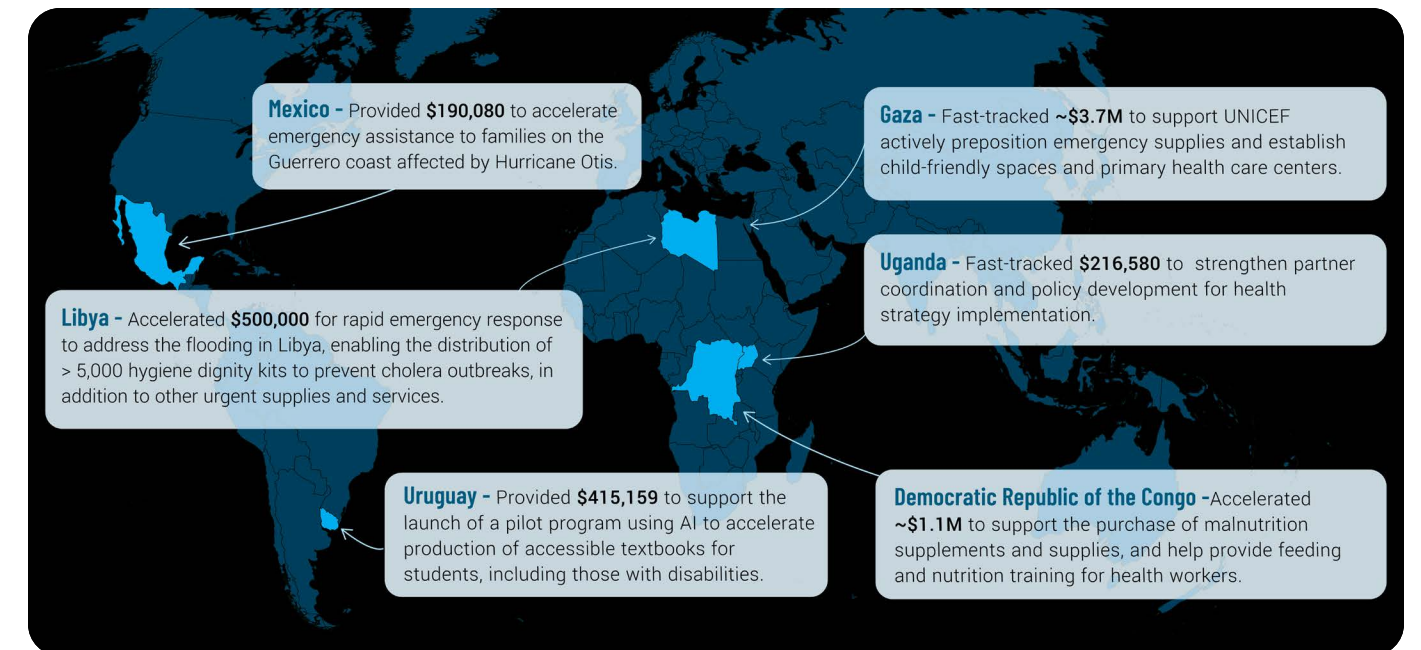 Mexico - Provided $190,080 to accelerate
emergency assistance to families on the
Guerrero coast affected by Hurricane Otis.
Gaza - Fast-tracked ~$3.7M to support UNICEF
actively preposition emergency supplies and establish
child-friendly spaces and primary health care centers.
Uganda - Fast-tracked $216,580 to strengthen partner
coordination and policy development for health
strategy implementation.
Libya - Accelerated $500,000 for rapid emergency response
to address the flooding in Libya, enabling the distribution of
> 5,000 hygiene dignity kits to prevent cholera outbreaks, in
addition to other urgent supplies and services.
Uruguay - Provided $415,159 to support the
launch of a pilot program using AI to accelerate
production of accessible textbooks for
students, including those with disabilities.
Democratic Republic of the Congo -Accelerated
~$1.1M to support the purchase of malnutrition
supplements and supplies, and help provide feeding
and nutrition training for health workers.